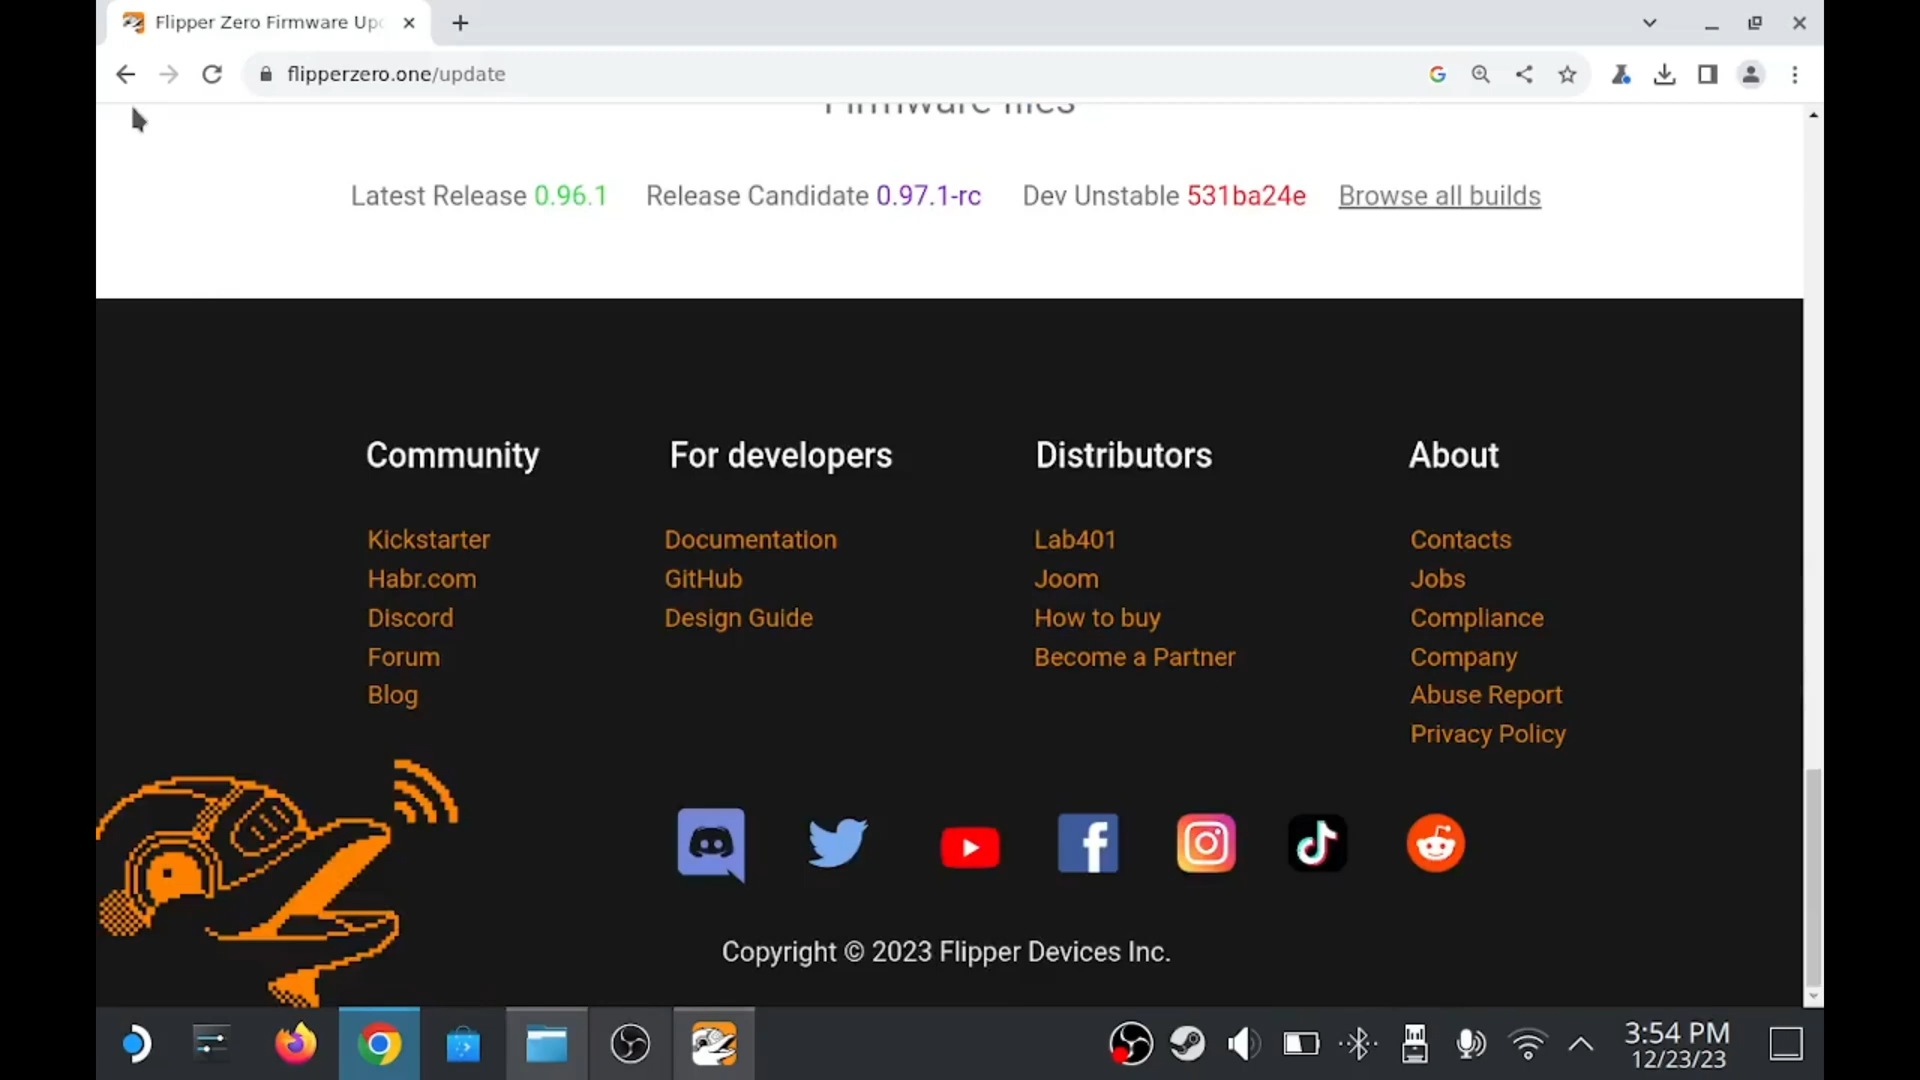 Flipper Zero Firmware Up
flipperzero.one/update
Firmware files
Latest Release 0.96.1 Release Candidate 0.97.1-rc Dev Unstable 531ba24e Browse all builds
Community
Kickstarter
Habr.com
Discord
Forum
Blog
For developers
Documentation
GitHub
Design Guide
Distributors
Lab401
Joom
How to buy
Become a Partner
About
Contacts
Jobs
Compliance
Company
Abuse Report
Privacy Policy
Copyright © 2023 Flipper Devices Inc.
3:54 PM
12/23/23